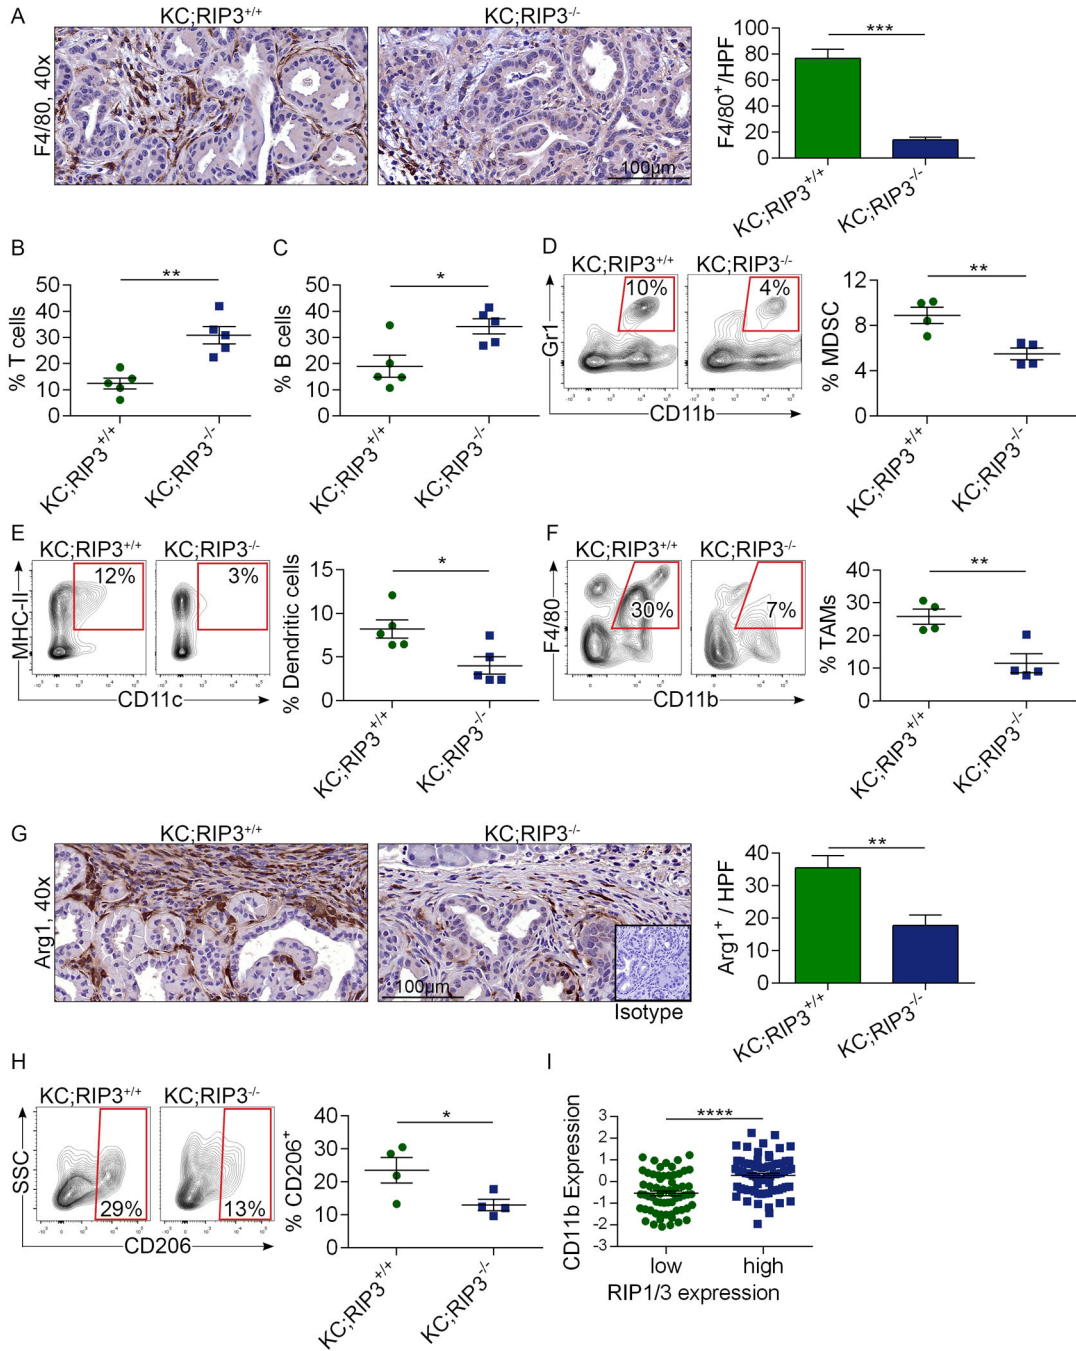 A
KC;RIP3+/+
KC;RIP3-/-
F4/80, 40x
100μm
F4/80+/HPF
100
80
60
40
20
0
***
KC;RIP3+/+
KC;RIP3-/-
B
% T cells
50
40
30
20
10
0
**
KC;RIP3+/+
KC;RIP3-/-
C
% B cells
50
40
30
20
10
0
*
KC;RIP3+/+
KC;RIP3-/-
D
KC;RIP3+/+
KC;RIP3-/-
10%
4%
Gr1
CD11b
% MDSC
12
8
4
0
**
KC;RIP3+/+
KC;RIP3-/-
E
KC;RIP3+/+
KC;RIP3-/-
12%
3%
MHC-II
CD11c
% Dendritic cells
15
10
5
0
*
KC;RIP3+/+
KC;RIP3-/-
F
KC;RIP3+/+
KC;RIP3-/-
30%
7%
F4/80
CD11b
% TAMs
40
30
20
10
0
**
KC;RIP3+/+
KC;RIP3-/-
G
KC;RIP3+/+
KC;RIP3-/-
Arg1, 40x
100μm
Isotype
Arg1+ / HPF
40
30
20
10
0
**
KC;RIP3+/+
KC;RIP3-/-
H
KC;RIP3+/+
KC;RIP3-/-
29%
13%
SSC
CD206
% CD206+
40
30
20
10
0
*
KC;RIP3+/+
KC;RIP3-/-
I
CD11b Expression
3
2
1
0
-1
-2
-3
****
low
high
RIP1/3 expression